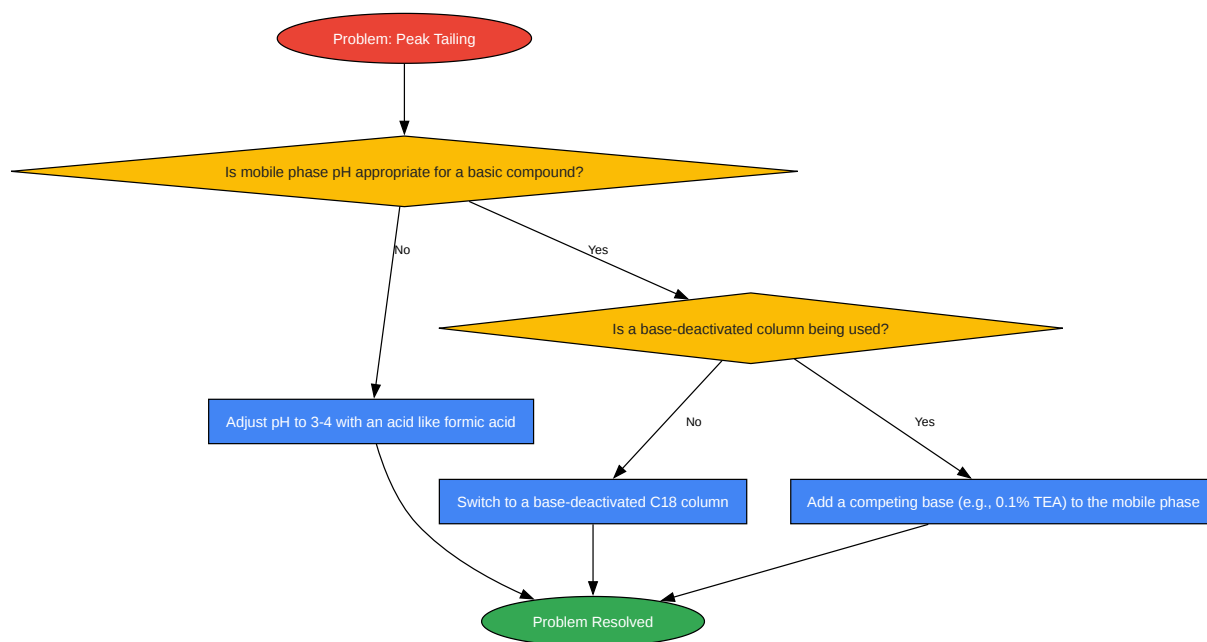 Problem: Peak Tailing
Is mobile phase pH appropriate for a basic compound?
No
Yes
Is a base-deactivated column being used?
Adjust pH to 3-4 with an acid like formic acid
No
Yes
Switch to a base-deactivated C18 column
Add a competing base (e.g., 0.1% TEA) to the mobile phase
Problem Resolved